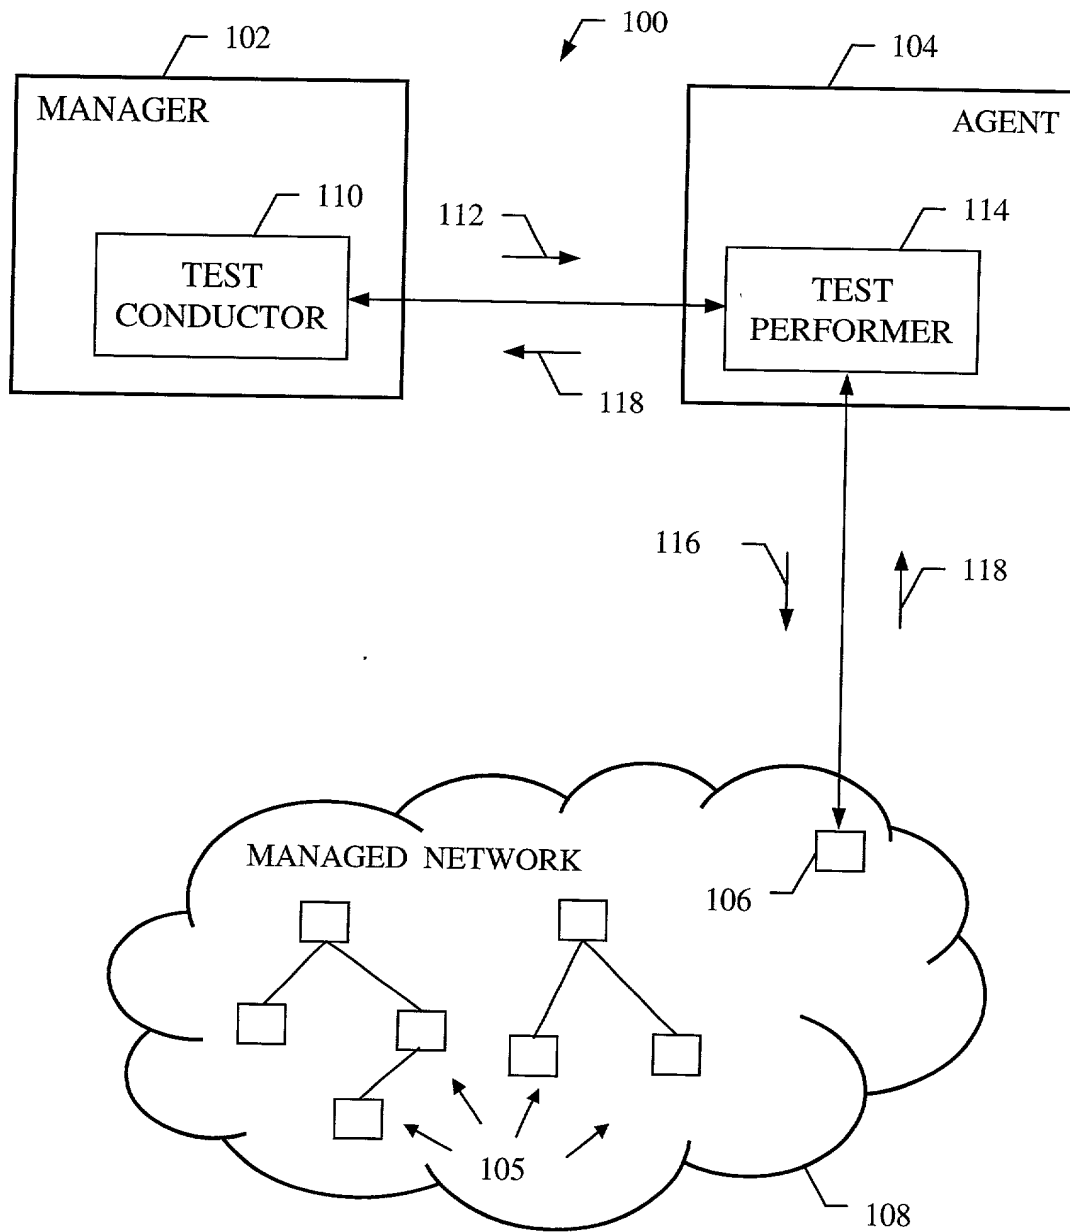 100
102
104
MANAGER
AGENT
110
112
114
TEST
CONDUCTOR
TEST
PERFORMER
118
116
118
MANAGED NETWORK
106
105
108